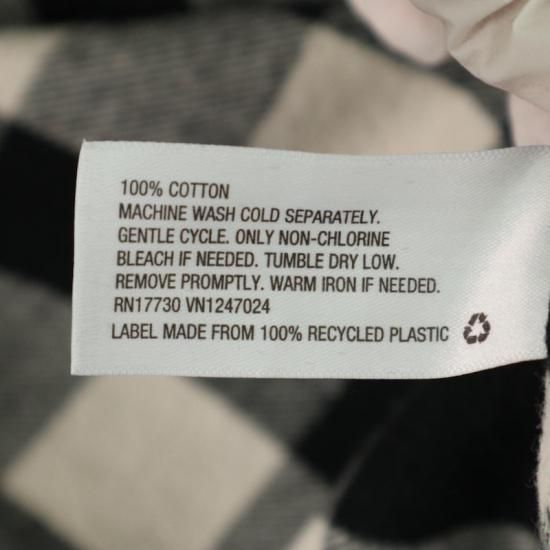 100% COTTON
MACHINE WASH COLD SEPARATELY.
GENTLE CYCLE. ONLY NON-CHLORINE
BLEACH IF NEEDED. TUMBLE DRY LOW.
REMOVE PROMPTLY. WARM IRON IF NEEDED.
RN17730 VN1247024
LABEL MADE FROM 100% RECYCLED PLASTIC